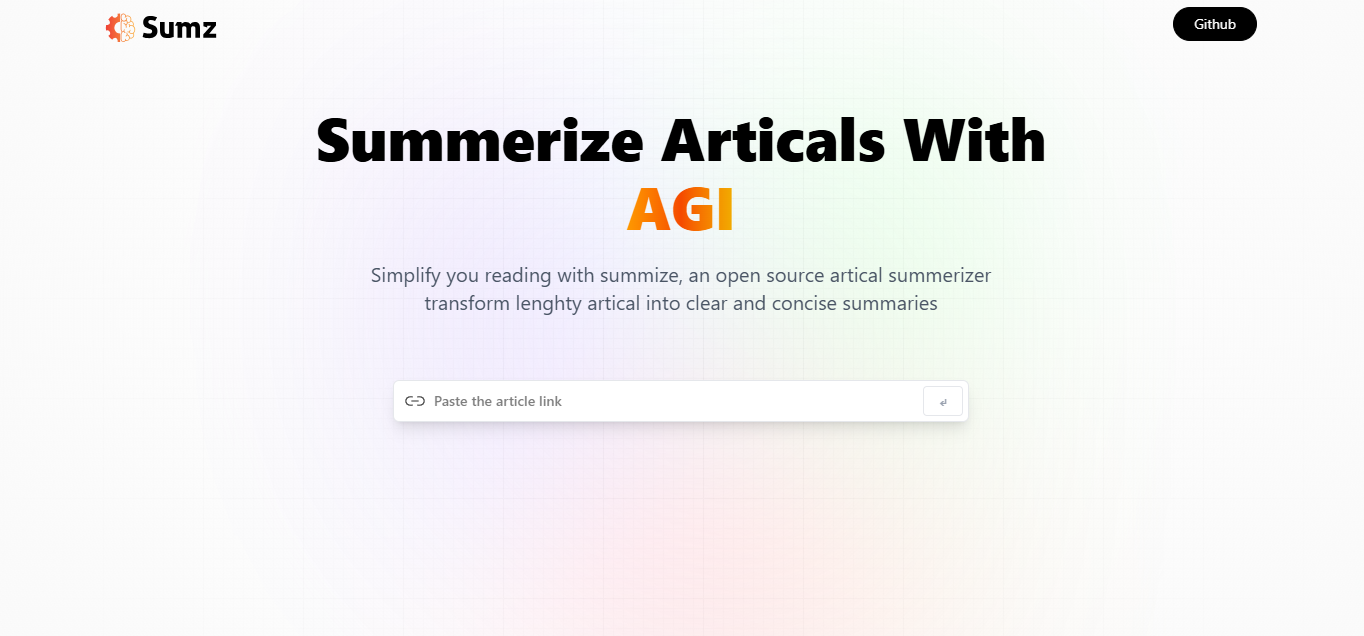 Sumz
Github
Summerize Articals With
AGI
Simplify you reading with summize, an open source artical summerizer
transform lenghty artical into clear and concise summaries
Paste the article link
↵